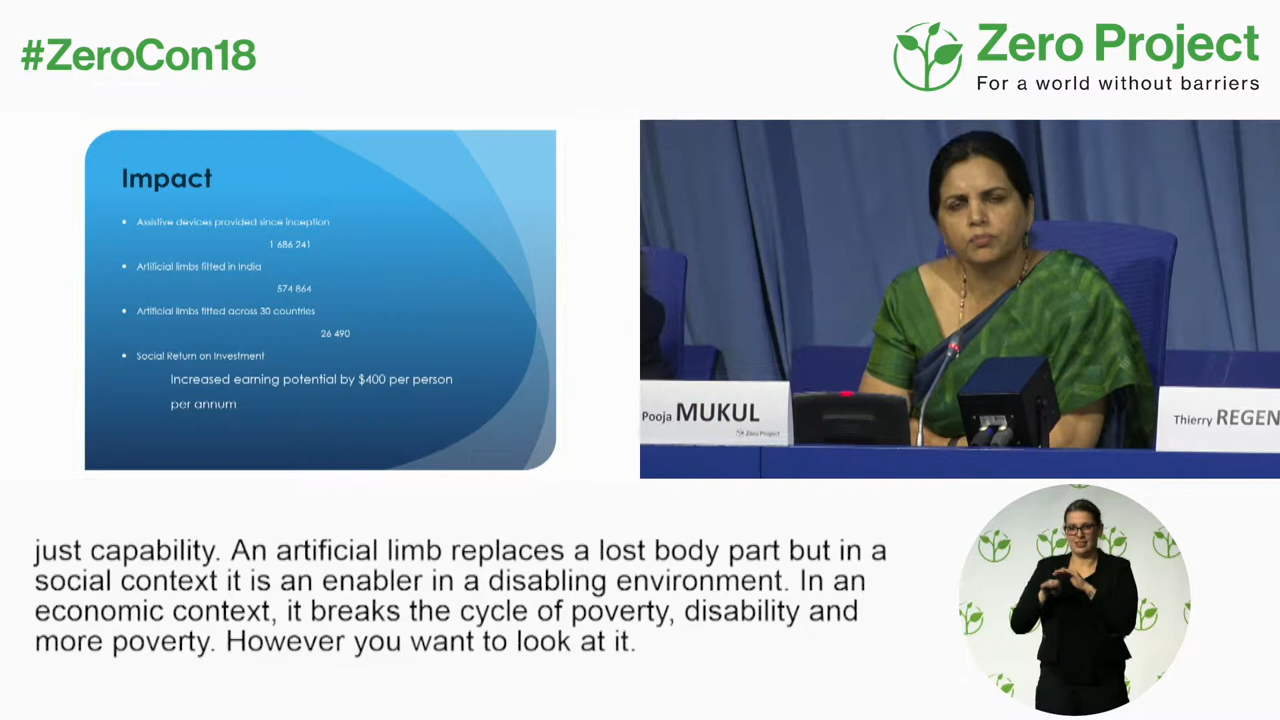 #ZeroCon18
Zero Project
For a world without barriers
Impact
• Assistive devices provided since inception
1 686 241
• Artificial limbs fitted in India
574 864
• Artificial limbs fitted across 30 countries
26 490
• Social Return on Investment
Increased earning potential by $400 per person
per annum
Pooja MUKUL
Zero Project
Thierry REGEN
just capability. An artificial limb replaces a lost body part but in a
social context it is an enabler in a disabling environment. In an
economic context, it breaks the cycle of poverty, disability and
more poverty. However you want to look at it.